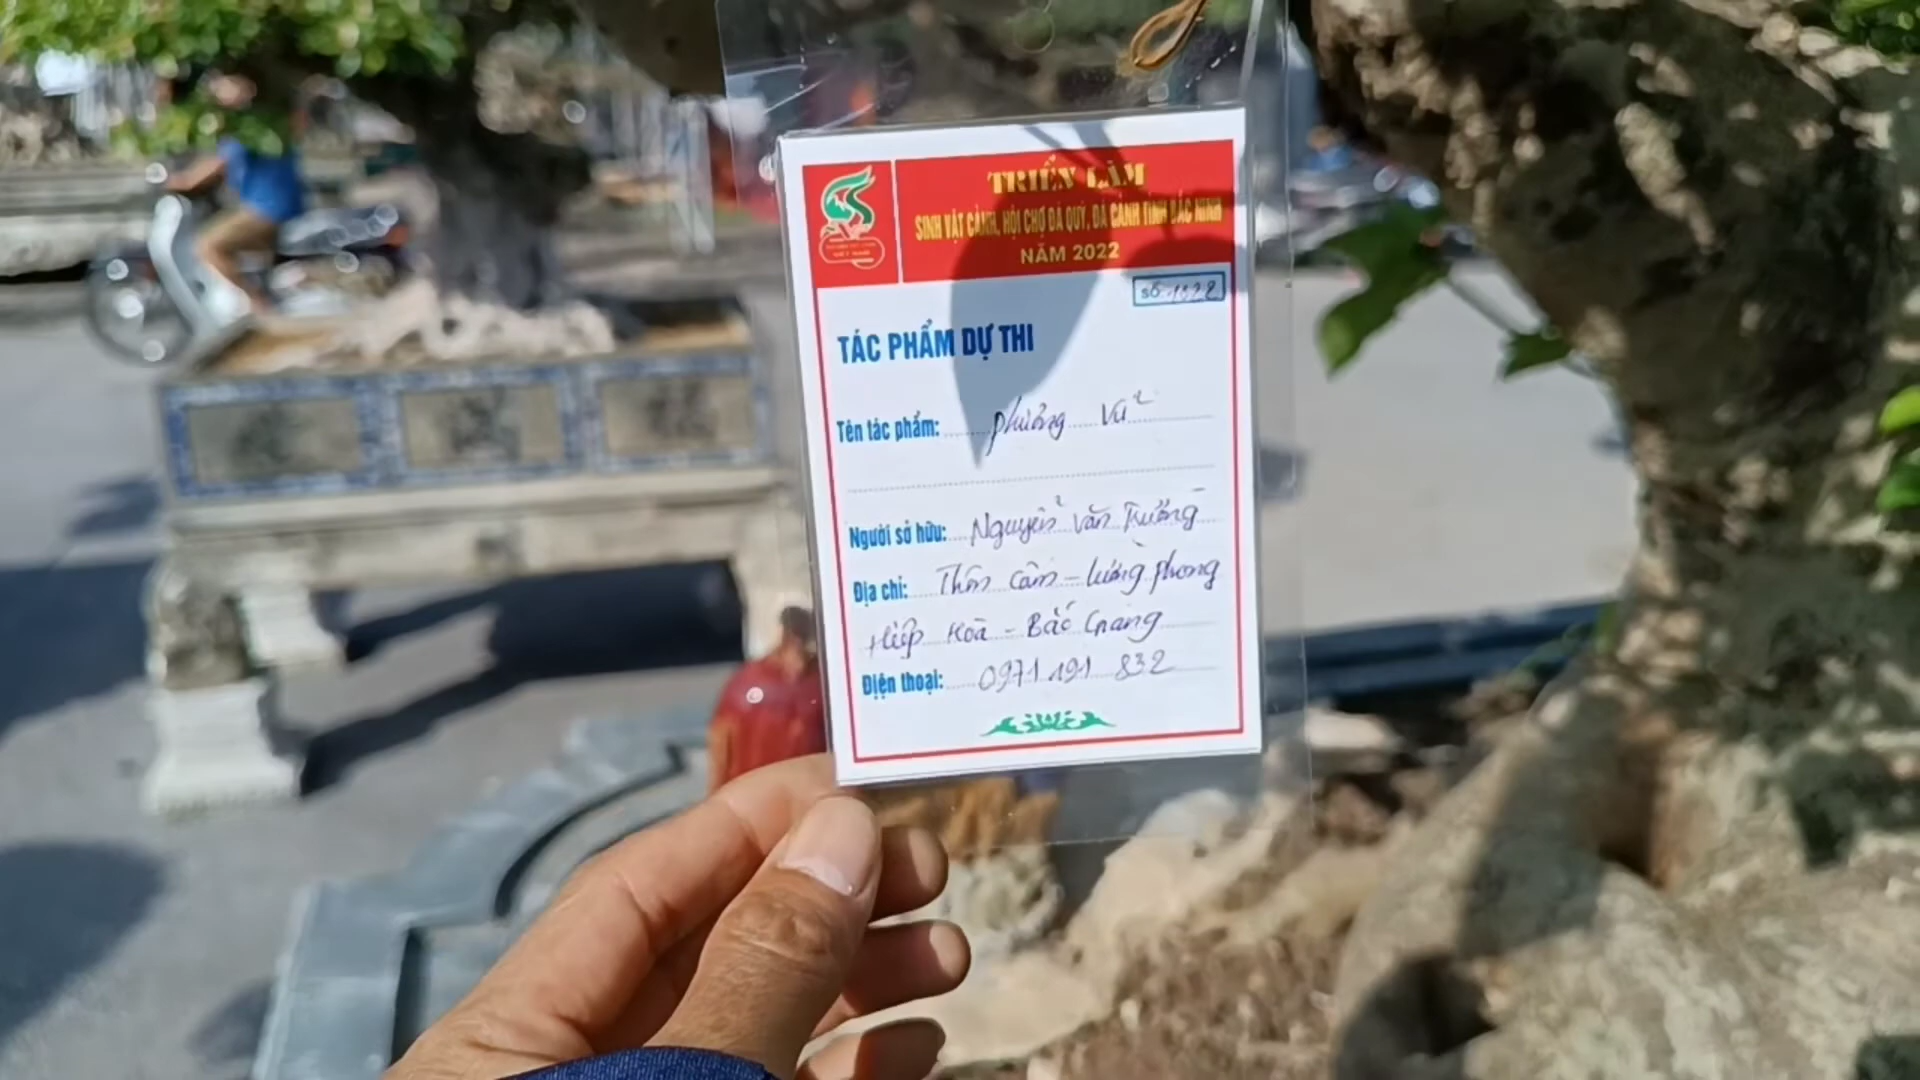 TRIỂN LÃM
SINH VẬT CẢNH, HỘI CHỢ ĐÁ QUÝ, ĐÁ CẢNH TỈNH BẮC NINH
NĂM 2022
SỐ
TÁC PHẨM DỰ THI
Tên tác phẩm: phượng Vũ
Người sở hữu: Nguyễn Văn Trưởng
Địa chỉ: Thôn Cẩm - Lương Phong
Hiệp Hoà - Bắc Giang
Điện thoại: 0971 191 832